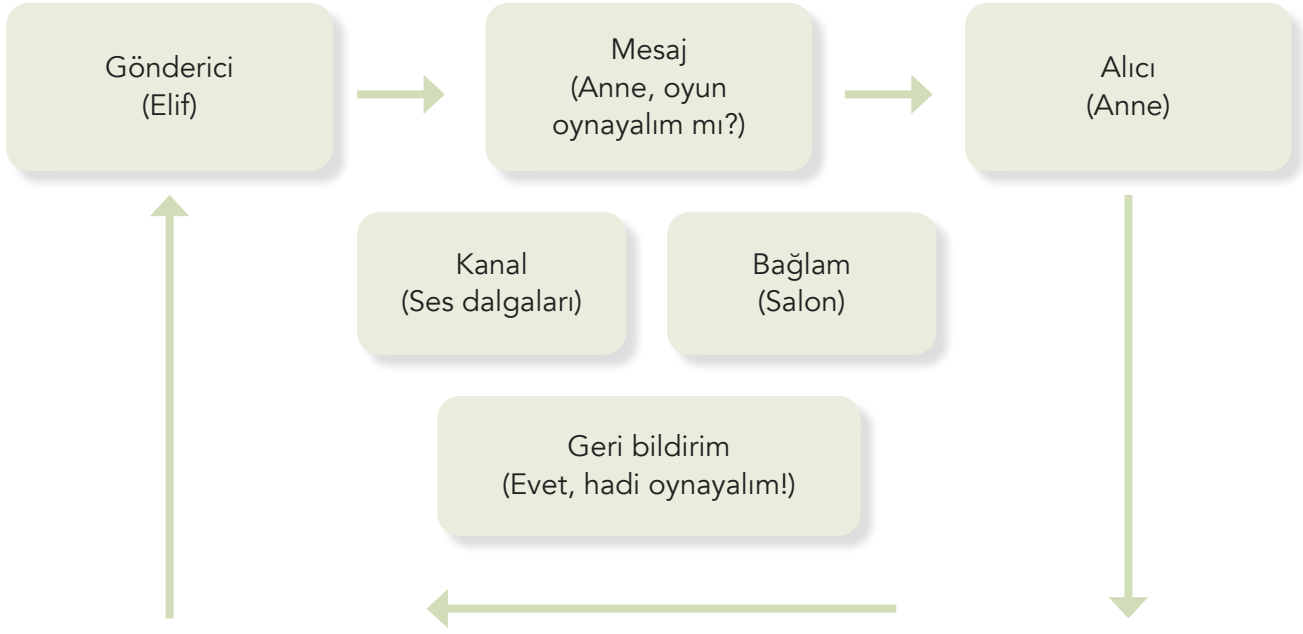 Gönderici
(Elif)
Mesaj
(Anne, oyun
oynayalım mı?)
Alıcı
(Anne)
Kanal
(Ses dalgaları)
Bağlam
(Salon)
Geri bildirim
(Evet, hadi oynayalım!)